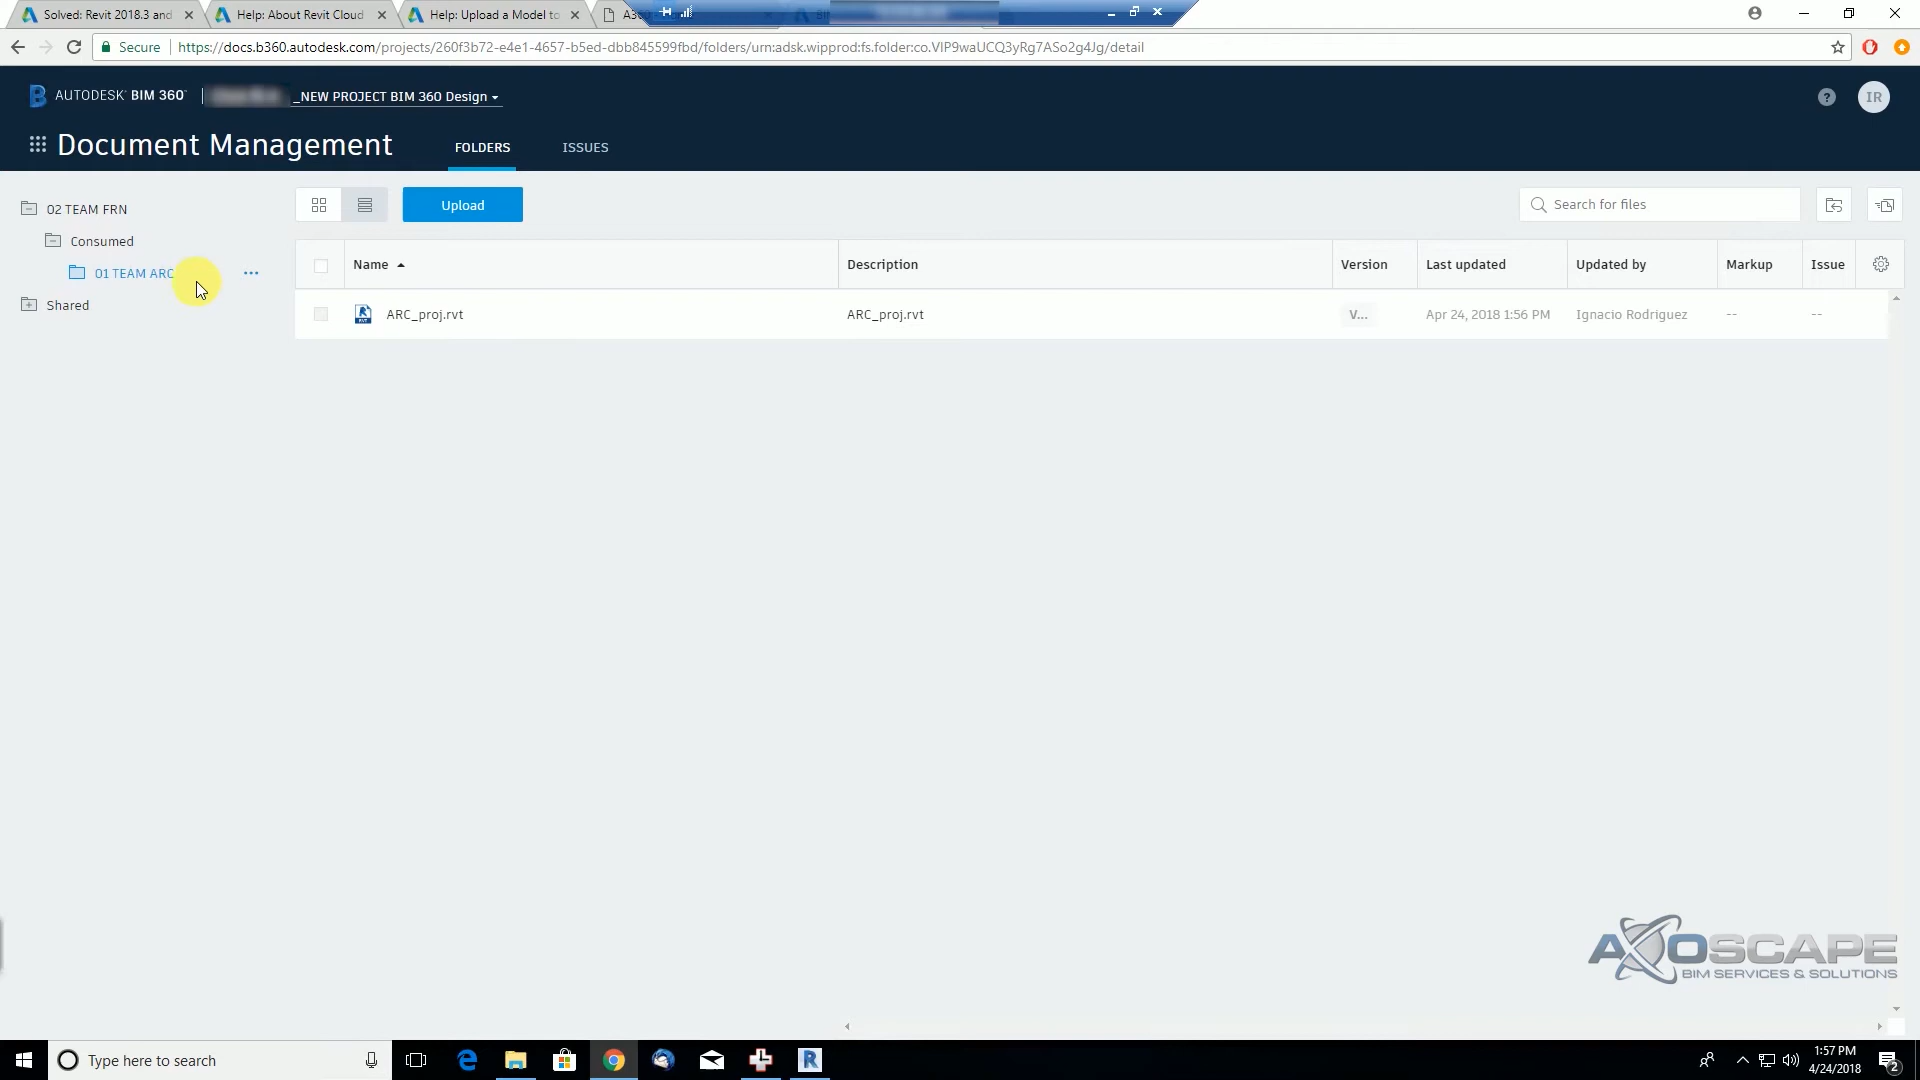 Solved: Revit 2018.3 and
Help: About Revit Cloud
Help: Upload a Model to
Secure
https://docs.b360.autodesk.com/projects/260f3b72-e4e1-4657-b5ed-dbb845599fbd/folders/urn:adsk.wipprod:fs.folder:co.VIP9waUCQ3yRg7ASo2g4Jg/detail
AUTODESK® BIM 360™
_NEW PROJECT BIM 360 Design
IR
Document Management
FOLDERS
ISSUES
02 TEAM FRN
Consumed
01 TEAM ARC
Shared
Upload
Search for files
Name
Description
Version
Last updated
Updated by
Markup
Issue
ARC_proj.rvt
ARC_proj.rvt
V...
Apr 24, 2018 1:56 PM
Ignacio Rodriguez
--
--
AXOSCAPE
BIM SERVICES & SOLUTIONS
Type here to search
1:57 PM
4/24/2018
2